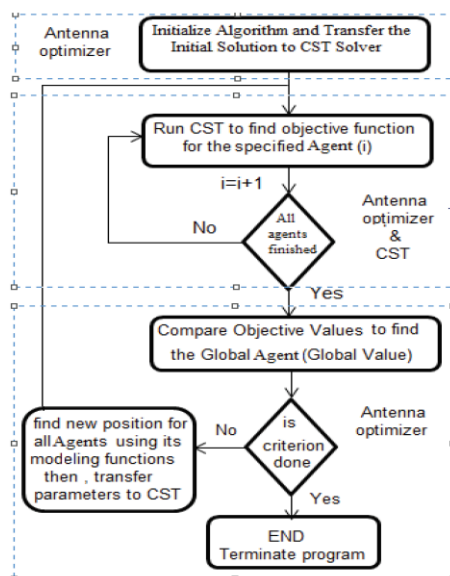 Antenna
optimizer
Initialize Algorithm and Transfer the
Initial Solution to CST Solver
Run CST to find objective function
for the specified Agent (i)
i=i+1
No
All
agents
finished
Antenna
optimizer
&
CST
Yes
Compare Objective Values to find
the Global Agent (Global Value)
find new position for
all Agents using its
modeling functions
then , transfer
parameters to CST
No
is
criterion
done
Antenna
optimizer
Yes
END
Terminate program